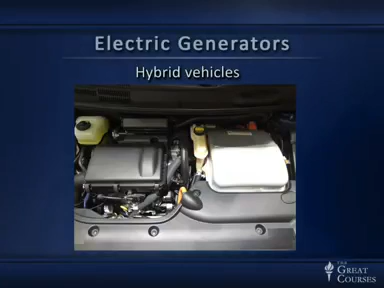 Electric Generators
Hybrid vehicles
THE
GREAT
COURSES